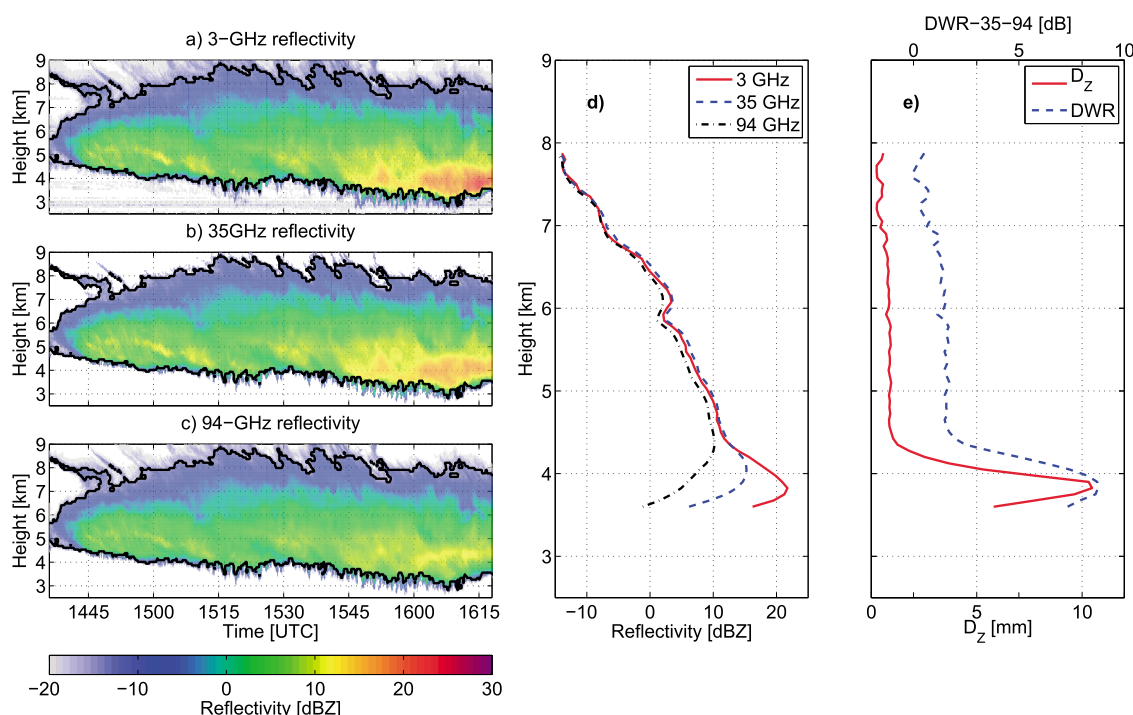 a) 3−GHz reflectivity
9
8
7
6
5
4
3
Height [km]
b) 35GHz reflectivity
9
8
7
6
5
4
3
Height [km]
c) 94−GHz reflectivity
9
8
7
6
5
4
3
Height [km]
1445 1500 1515 1530 1545 1600 1615
Time [UTC]
−20 −10 0 10 20 30
Reflectivity [dBZ]
d)
3 GHz
35 GHz
94 GHz
9
8
7
6
5
4
3
Height [km]
−10 0 10 20
Reflectivity [dBZ]
DWR−35−94 [dB]
0 5 10
e)
D_Z
DWR
0 5 10
D_Z [mm]